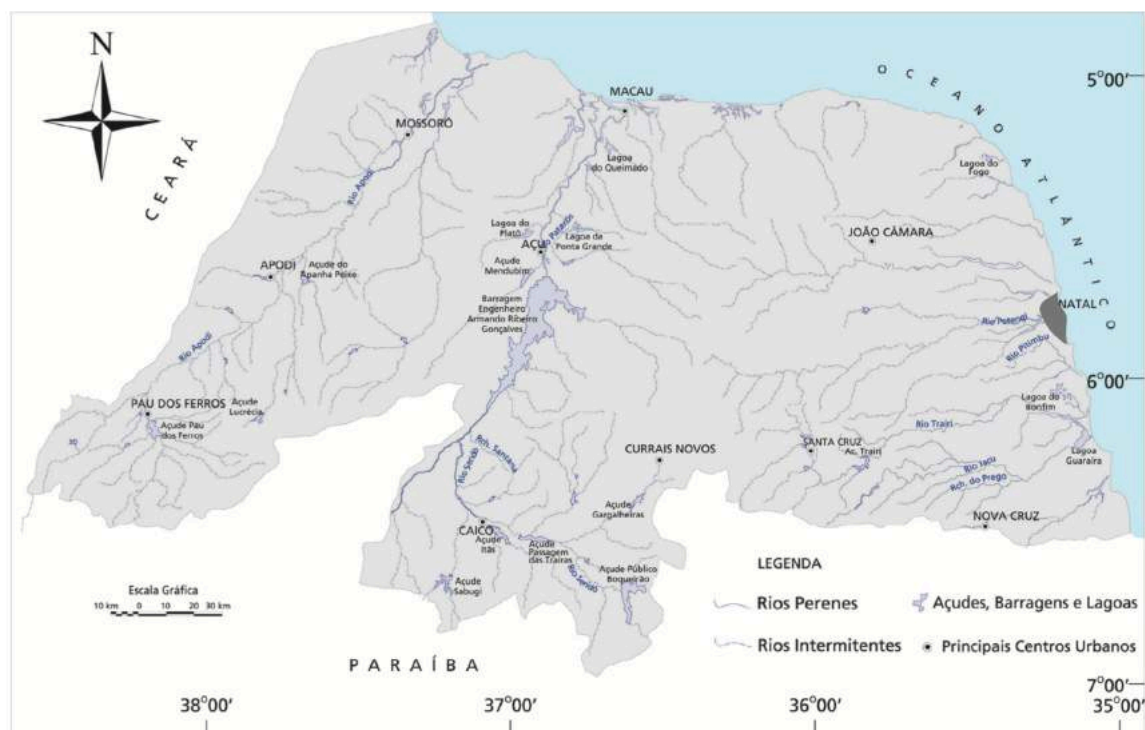 N
OCEANO ATLÂNTICO
5°00'
MACAU
MOSSORÓ
CEARÁ
Lagoa
do Queimado
Lagoa do
Fogo
Rio Apodi
Lagoa do
Piató
Lagoa da
Ponta Grande
JOÃO CÂMARA
AÇU
Açude
Mendubim
APODI
Açude do
Apanha Peixe
Barragem
Engenheiro
Armando Ribeiro
Gonçalves
NATAL
Rio Potengi
Rio Pitimbu
Rio Apodi
6°00'
PAU DOS FERROS
Açude
Lucrécia
Açude Pau
dos Ferros
Lagoa do
Bonfim
Rio Trairi
Rch. Santana
Rio Seridó
CURRAIS NOVOS
SANTA CRUZ
Aç. Trairi
Lagoa
Guaraíra
Rio Jacu
Rch. do Prego
Açude
Gargalheiras
NOVA CRUZ
CAICÓ
Açude
Itãs
Açude
Passagem
das Traíras
Rio Seridó
Açude Público
Boqueirão
Açude
Sabugi
LEGENDA
Rios Perenes
Açudes, Barragens e Lagoas
Rios Intermitentes
Principais Centros Urbanos
Escala Gráfica
10 km 0 10 20 30 km
PARAÍBA
7°00'
38°00' 37°00' 36°00' 35°00'